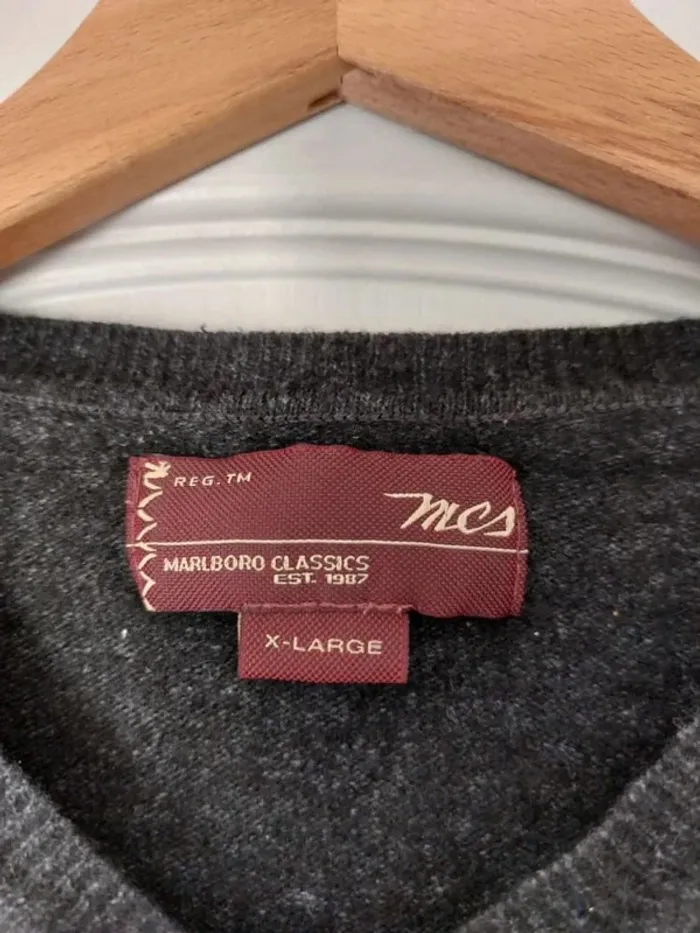 REG. TM
mcs
MARLBORO CLASSICS
EST. 1987
X-LARGE